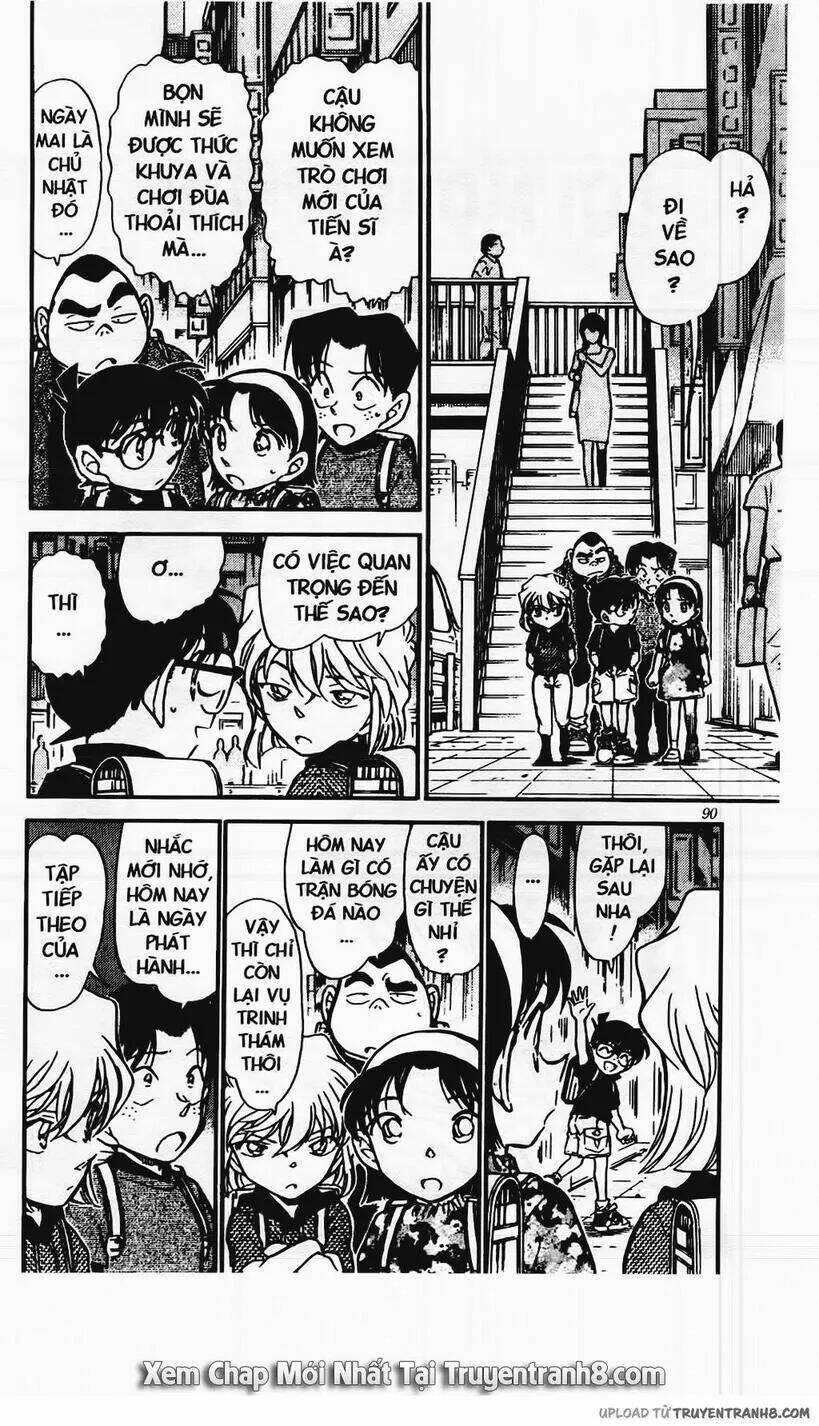 HẢ
?
ĐI
VỀ
SAO
?
CẬU
KHÔNG
MUỐN XEM
TRÒ CHƠI
MỚI CỦA
TIẾN SĨ
À?
BỌN
MÌNH SẼ
ĐƯỢC THỨC
KHUYA VÀ
CHƠI ĐÙA
THOẢI THÍCH
MÀ...
NGÀY
MAI LÀ
CHỦ
NHẬT
ĐÓ
...
CÓ VIỆC QUAN
TRỌNG ĐẾN
THẾ SAO?
Ơ...
THÌ
...
90
THÔI,
GẶP LẠI
SAU
NHA
!
...
CẬU
ẤY CÓ
CHUYỆN
GÌ THẾ
NHỈ
?
HÔM NAY
LÀM GÌ CÓ
TRẬN BÓNG
ĐÁ NÀO
...
VẬY
THÌ CHỈ
CÒN
LẠI VỤ
TRINH
THÁM
THÔI
...
NHẮC
MỚI NHỚ,
HÔM NAY
LÀ NGÀY
PHÁT
HÀNH...
TẬP
TIẾP
THEO
CỦA
...
Xem Chap Mới Nhất Tại Truyentranh8.com
UPLOAD TỪ TRUYENTRANH8.COM